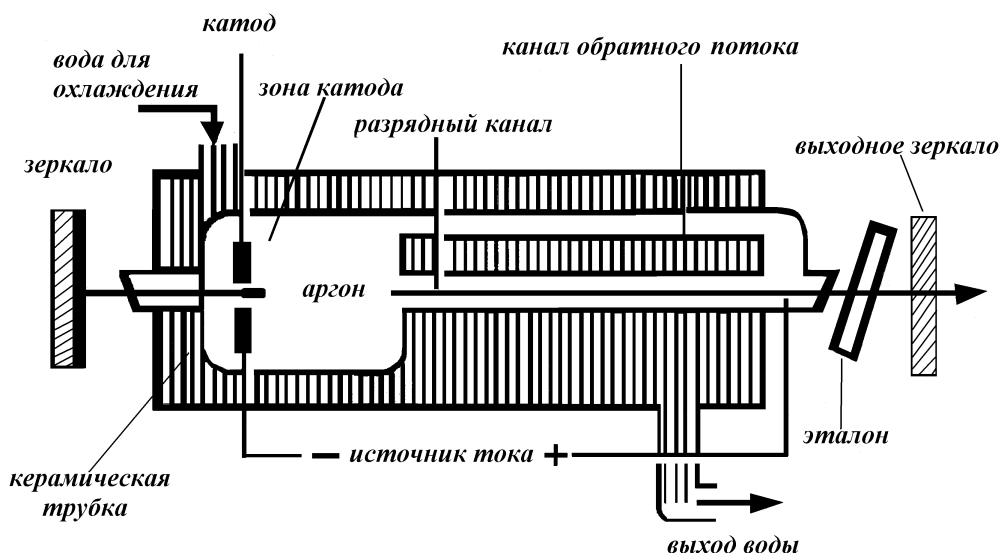 катод
канал обратного потока
вода для
охлаждения
зона катода
разрядный канал
выходное зеркало
зеркало
аргон
эталон
− источник тока +
керамическая
трубка
выход воды